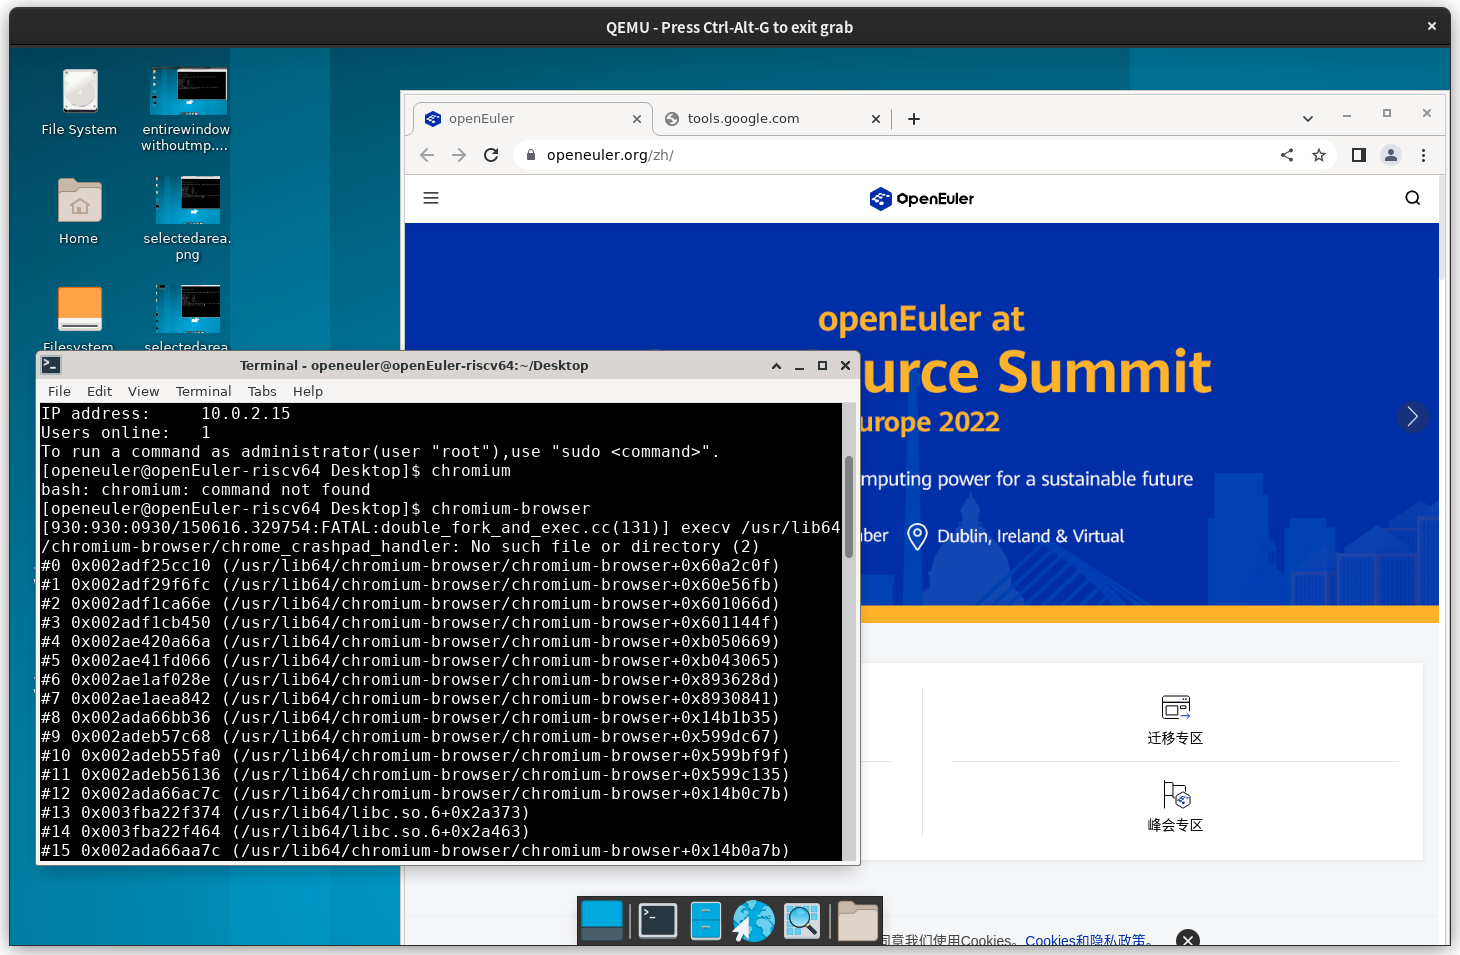 QEMU - Press Ctrl-Alt-G to exit grab
File System
entirewindow
withoutmp....
Home
selectedarea.
png
Filesystem
selectedarea
openEuler
tools.google.com
openeuler.org/zh/
OpenEuler
openEuler at
urce Summit
urope 2022
mputing power for a sustainable future
ber
Dublin, Ireland & Virtual
迁移专区
峰会专区
同意我们使用Cookies。Cookies和隐私政策。
Terminal - openeuler@openEuler-riscv64:~/Desktop
File Edit View Terminal Tabs Help
IP address:     10.0.2.15
Users online:   1
To run a command as administrator(user "root"),use "sudo <command>".
[openeuler@openEuler-riscv64 Desktop]$ chromium
bash: chromium: command not found
[openeuler@openEuler-riscv64 Desktop]$ chromium-browser
[930:930:0930/150616.329754:FATAL:double_fork_and_exec.cc(131)] execv /usr/lib64
/chromium-browser/chrome_crashpad_handler: No such file or directory (2)
#0 0x002adf25cc10 (/usr/lib64/chromium-browser/chromium-browser+0x60a2c0f)
#1 0x002adf29f6fc (/usr/lib64/chromium-browser/chromium-browser+0x60e56fb)
#2 0x002adf1ca66e (/usr/lib64/chromium-browser/chromium-browser+0x601066d)
#3 0x002adf1cb450 (/usr/lib64/chromium-browser/chromium-browser+0x601144f)
#4 0x002ae420a66a (/usr/lib64/chromium-browser/chromium-browser+0xb050669)
#5 0x002ae41fd066 (/usr/lib64/chromium-browser/chromium-browser+0xb043065)
#6 0x002ae1af028e (/usr/lib64/chromium-browser/chromium-browser+0x893628d)
#7 0x002ae1aea842 (/usr/lib64/chromium-browser/chromium-browser+0x8930841)
#8 0x002ada66bb36 (/usr/lib64/chromium-browser/chromium-browser+0x14b1b35)
#9 0x002adeb57c68 (/usr/lib64/chromium-browser/chromium-browser+0x599dc67)
#10 0x002adeb55fa0 (/usr/lib64/chromium-browser/chromium-browser+0x599bf9f)
#11 0x002adeb56136 (/usr/lib64/chromium-browser/chromium-browser+0x599c135)
#12 0x002ada66ac7c (/usr/lib64/chromium-browser/chromium-browser+0x14b0c7b)
#13 0x003fba22f374 (/usr/lib64/libc.so.6+0x2a373)
#14 0x003fba22f464 (/usr/lib64/libc.so.6+0x2a463)
#15 0x002ada66aa7c (/usr/lib64/chromium-browser/chromium-browser+0x14b0a7b)